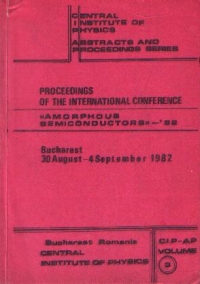 CENTRAL
INSTITUTE OF
PHYSICS
ABSTRACTS AND
PROCEEDINGS SERIES
PROCEEDINGS
OF THE INTERNATIONAL CONFERENCE
«AMORPHOUS
SEMICONDUCTORS»—'82
Bucharest
30 August-4 September 1982
Bucharest Romania
CENTRAL
INSTITUTE OF PHYSICS
CIP-AP
VOLUME